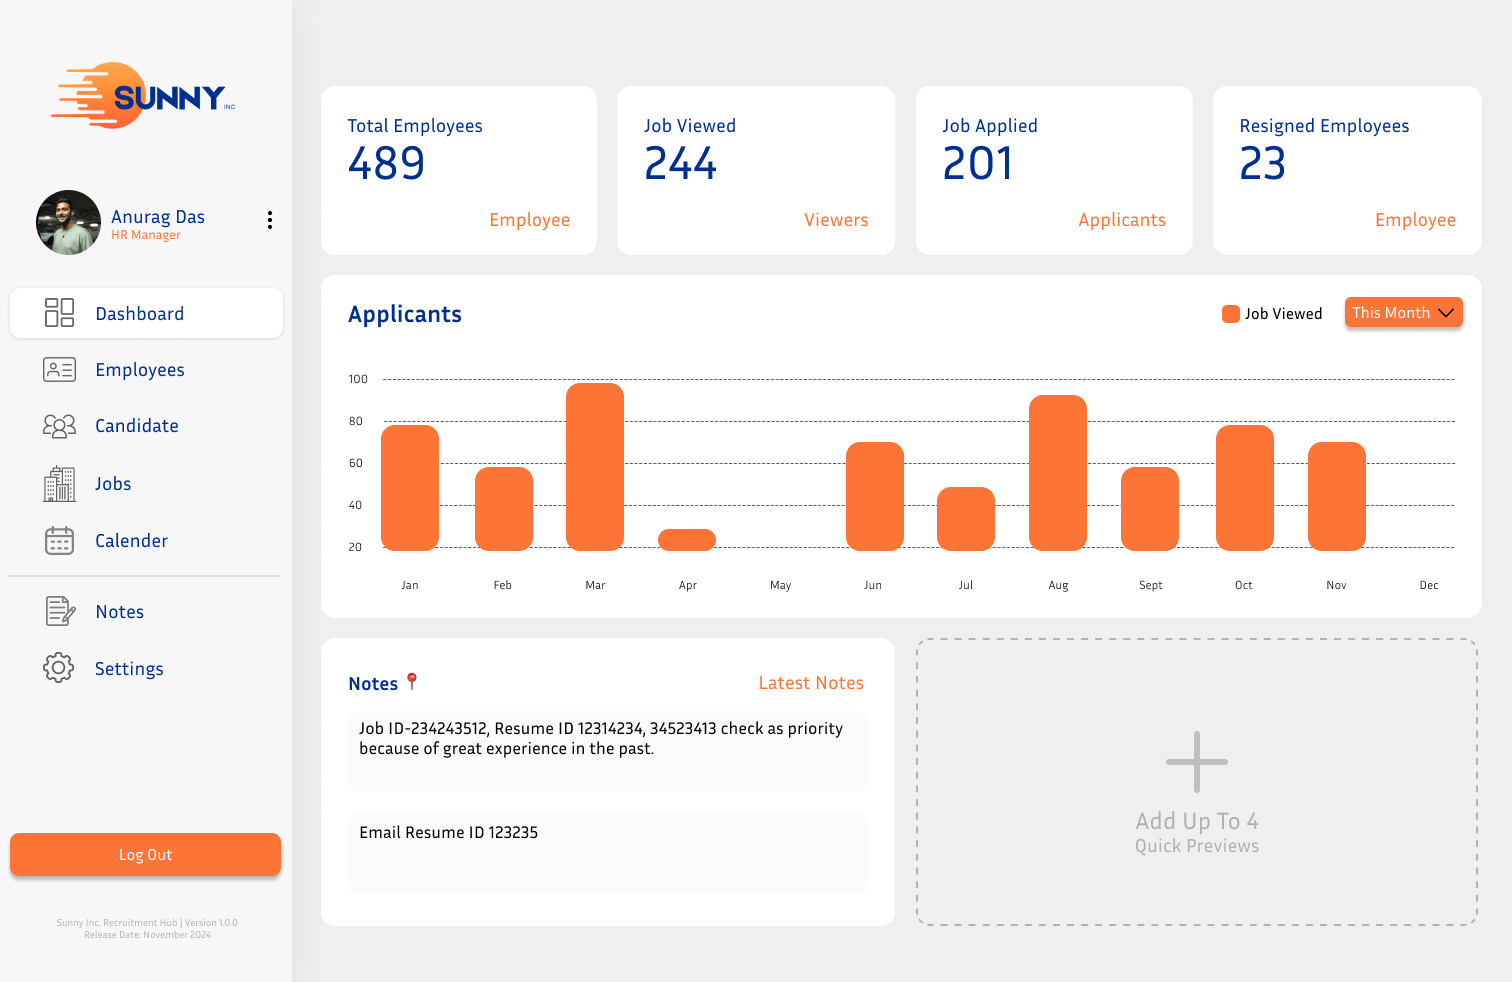 SUNNY INC
Anurag Das
HR Manager
Dashboard
Employees
Candidate
Jobs
Calender
Notes
Settings
Log Out
Sunny Inc. Recruitment Hub | Version 1.0.0
Release Date: November 2024
Total Employees
489
Employee
Job Viewed
244
Viewers
Job Applied
201
Applicants
Resigned Employees
23
Employee
Applicants
Job Viewed
This Month
100
80
60
40
20
Jan Feb Mar Apr May Jun Jul Aug Sept Oct Nov Dec
Notes
Latest Notes
Job ID-234243512, Resume ID 12314234, 34523413 check as priority
because of great experience in the past.
Email Resume ID 123235
Add Up To 4
Quick Previews